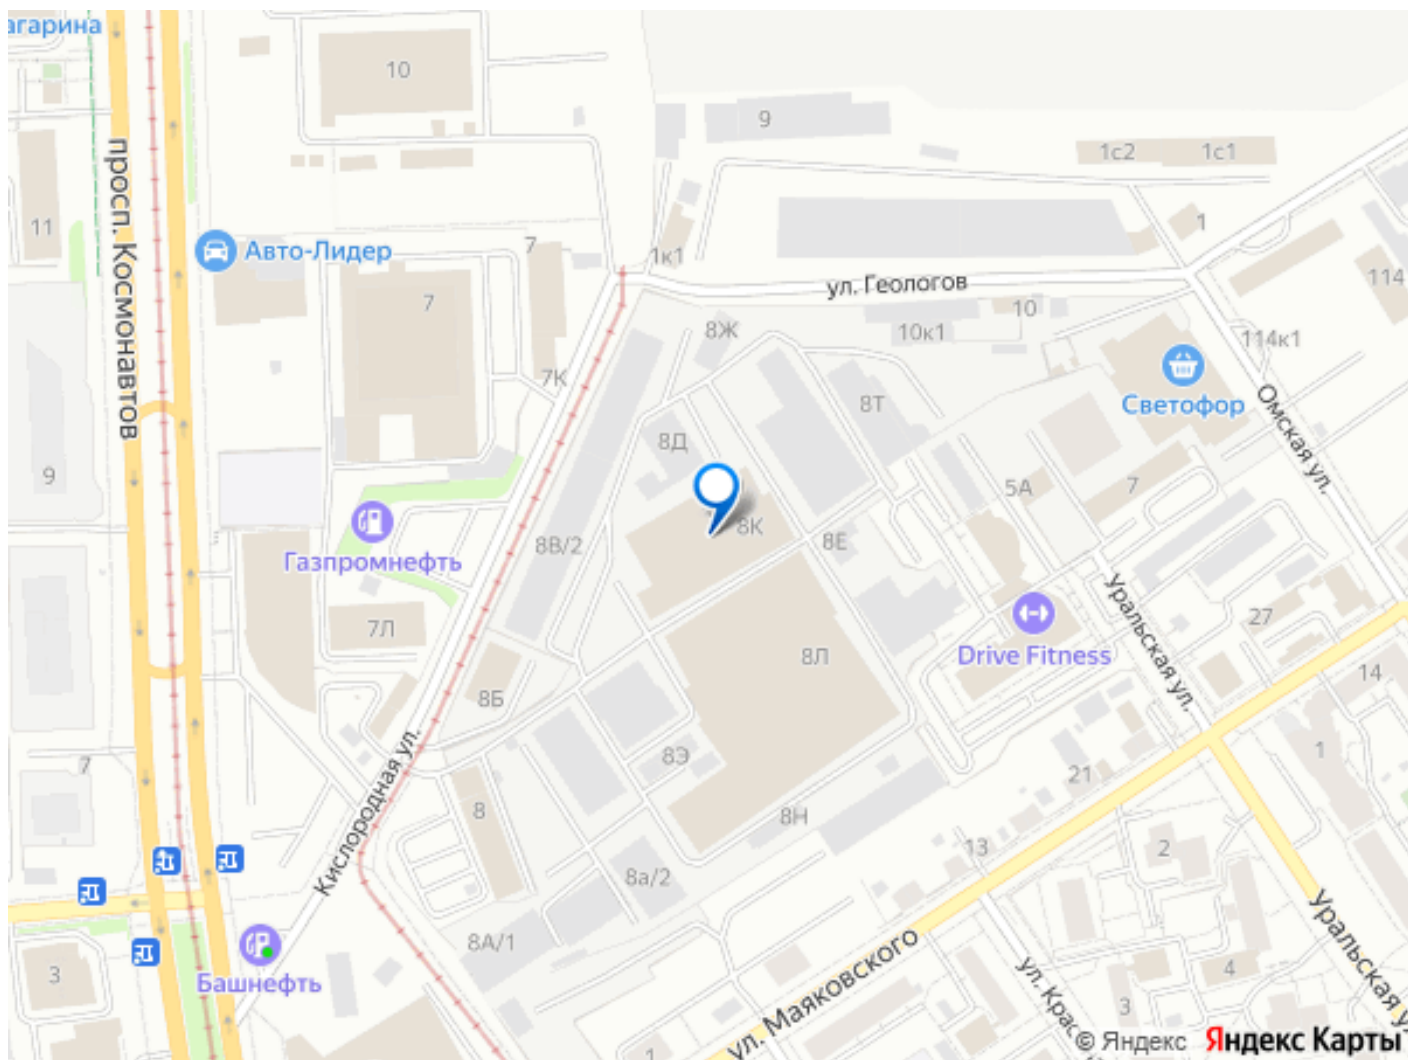 агарина
10
9
1с2
1с1
просп. Космонавтов
11
Авто-Лидер
7
1к1
1
7
ул. Геологов
114
10
8Ж
10к1
114к1
7К
Светофор
8Т
Омская ул.
8Д
9
5А
7
8К
8В/2
8Е
Газпромнефть
Уральская ул.
27
7Л
Drive Fitness
8Л
14
8Б
1
8Э
7
21
Кислородная ул.
8
8Н
13
2
8а/2
8А/1
ул. Маяковского
Уральская у
3
4
Башнефть
ул. Крас
3
1
© Яндекс Яндекс Карты